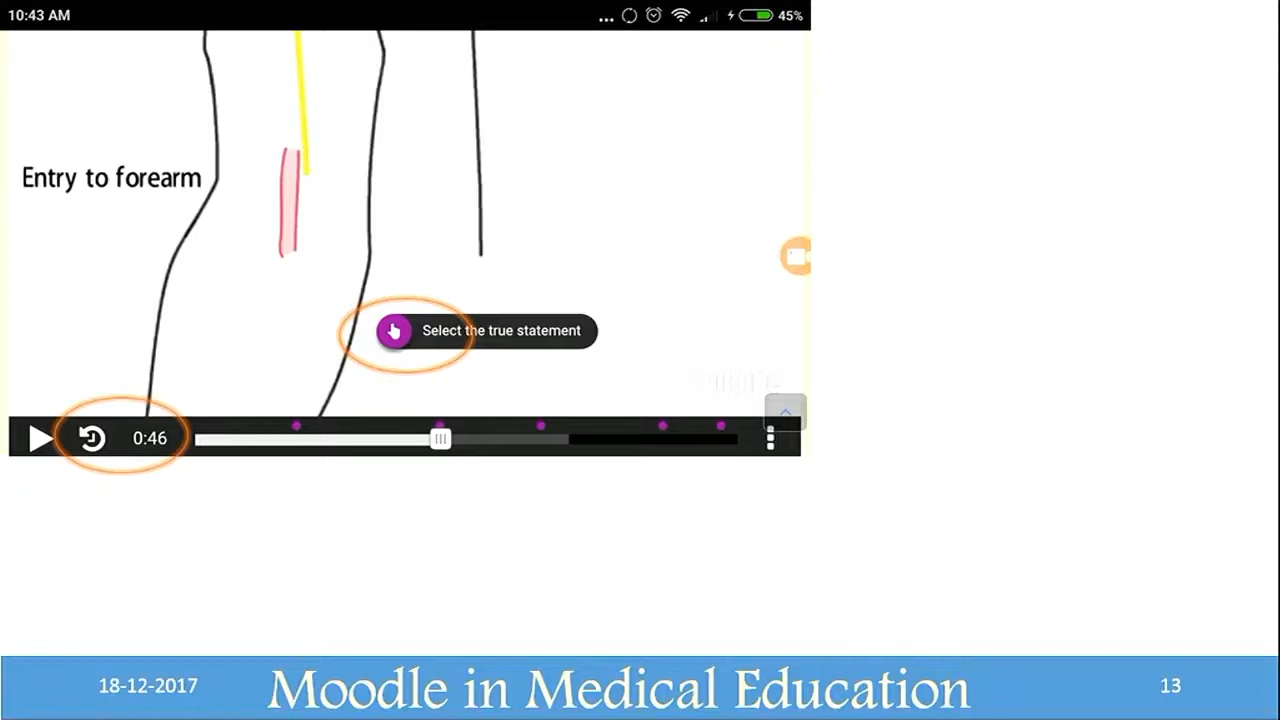 10:43 AM
45%
Entry to forearm
Select the true statement
0:46
18-12-2017
Moodle in Medical Education
13